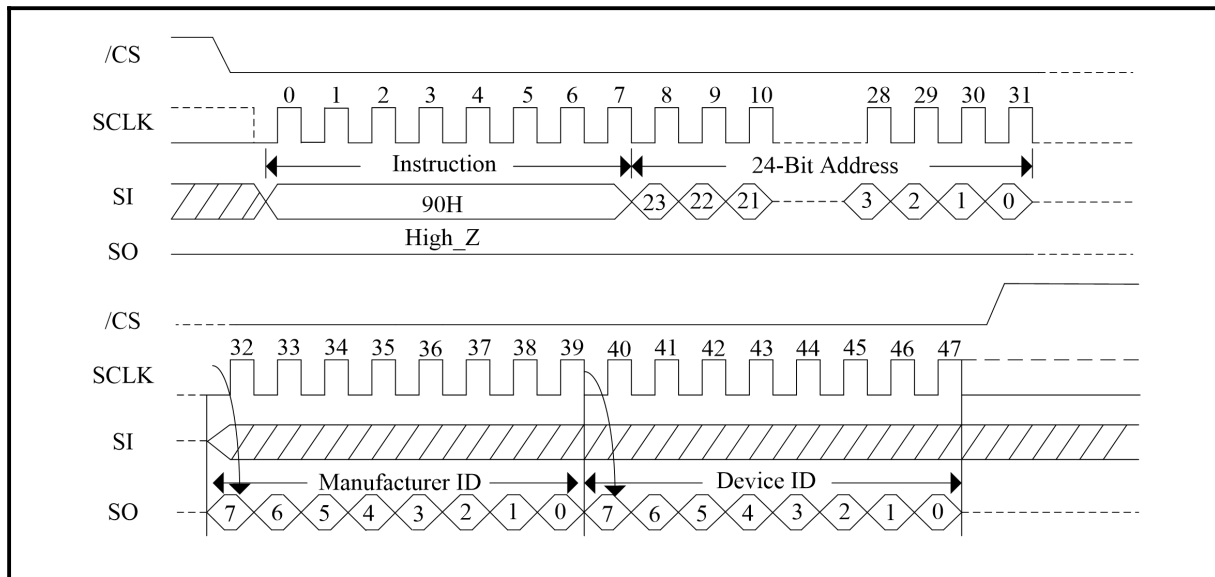 /CS
0 1 2 3 4 5 6 7 8 9 10 28 29 30 31
SCLK
Instruction 24-Bit Address
SI 90H 23 22 21 3 2 1 0
High_Z
SO
/CS
32 33 34 35 36 37 38 39 40 41 42 43 44 45 46 47
SCLK
SI
Manufacturer ID Device ID
SO 7 6 5 4 3 2 1 0 7 6 5 4 3 2 1 0